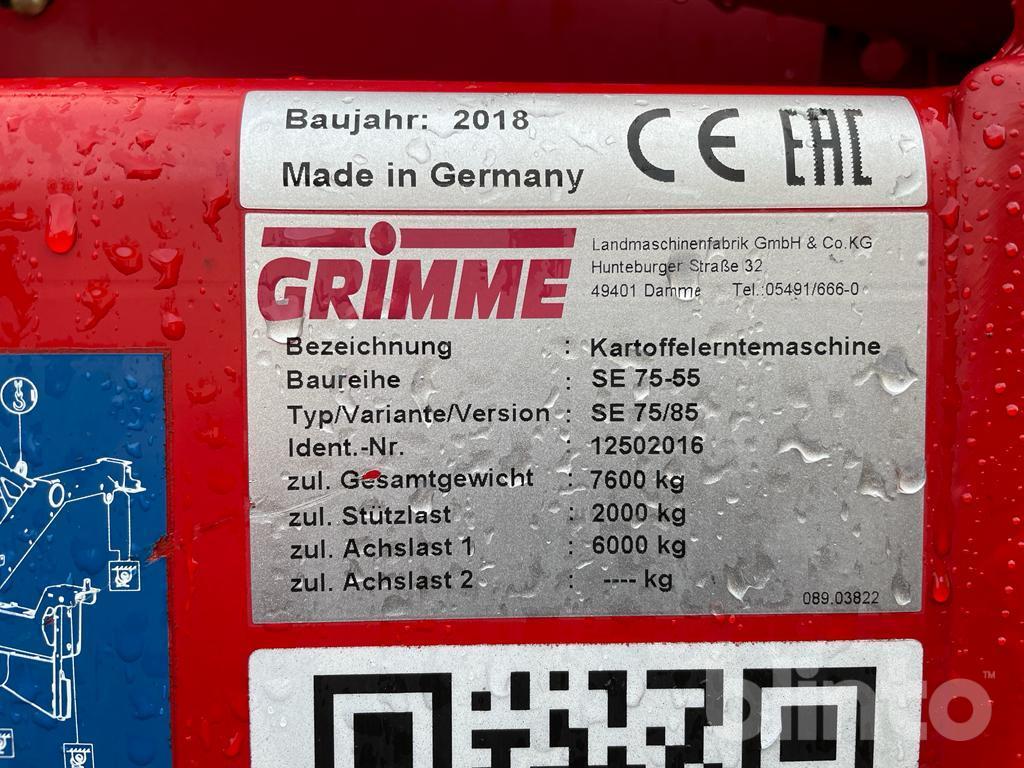 Baujahr: 2018
Made in Germany
CE EAC
GRIMME
Landmaschinenfabrik GmbH & Co.KG
Hunteburger Straße 32
49401 Damme Tel.:05491/666-0
Bezeichnung : Kartoffelerntemaschine
Baureihe : SE 75-55
Typ/Variante/Version : SE 75/85
Ident.-Nr. : 12502016
zul. Gesamtgewicht : 7600 kg
zul. Stützlast : 2000 kg
zul. Achslast 1 : 6000 kg
zul. Achslast 2 : ---- kg
089.03822
blinto™